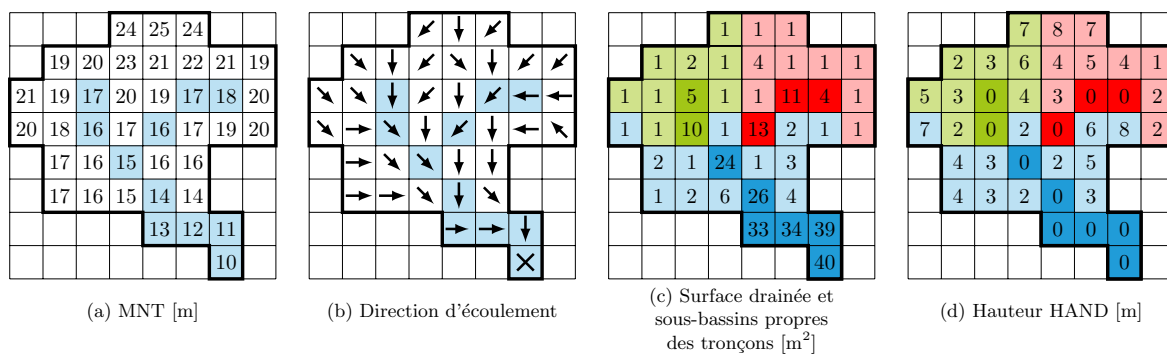 24 25 24
19 20 23 21 22 21 19
21 19 17 20 19 17 18 20
20 18 16 17 16 17 19 20
17 16 15 16 16
17 16 15 14 14
13 12 11
10
(a) MNT [m]
(b) Direction d'écoulement
1 1 1
1 2 1 4 1 1 1
1 1 5 1 1 11 4 1
1 1 10 1 13 2 1 1
2 1 24 1 3
1 2 6 26 4
33 34 39
40
(c) Surface drainée et
sous-bassins propres
des tronçons [m²]
7 8 7
2 3 6 4 5 4 1
5 3 0 4 3 0 0 2
7 2 0 2 0 6 8 2
4 3 0 2 5
4 3 2 0 3
0 0 0
0
(d) Hauteur HAND [m]